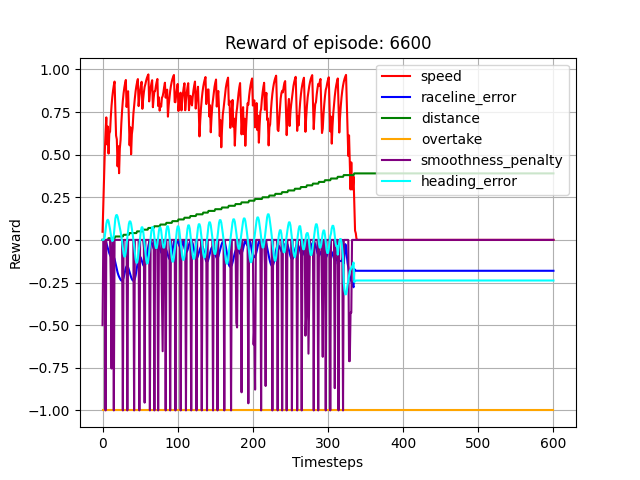 Reward of episode: 6600
1.00
0.75
0.50
0.25
0.00
−0.25
−0.50
−0.75
−1.00
Reward
speed
raceline_error
distance
overtake
smoothness_penalty
heading_error
0 100 200 300 400 500 600
Timesteps